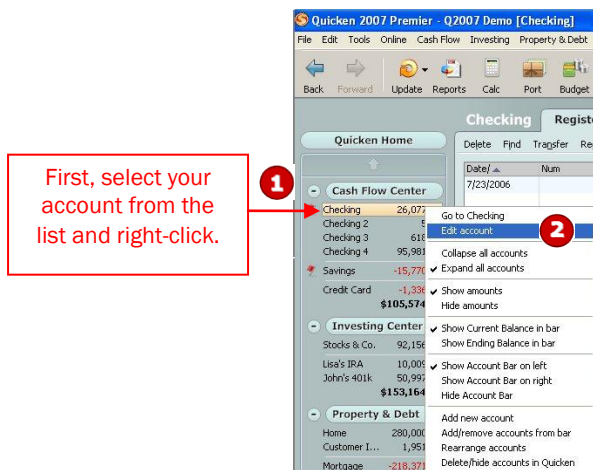 Quicken 2007 Premier - Q2007 Demo [Checking]
File Edit Tools Online Cash Flow Investing Property & Debt
Back Forward Update Reports Calc Port Budget
Checking Registe
Quicken Home
Delete Find Transfer Re
Date/ Num
7/23/2006
First, select your
account from the
list and right-click.
1
Cash Flow Center
Checking 26,077
Checking 2
Checking 3 618
Checking 4 95,981
Savings -15,770
Credit Card -1,336
$105,574
Investing Center
Stocks & Co. 92,156
Lisa's IRA 10,009
John's 401k 50,997
$153,164
Property & Debt
Home 280,000
Customer I... 1,951
Mortgage -218,371
Go to Checking
Edit account
2
Collapse all accounts
Expand all accounts
Show amounts
Hide amounts
Show Current Balance in bar
Show Ending Balance in bar
Show Account Bar on left
Show Account Bar on right
Hide Account Bar
Add new account
Add/remove accounts from bar
Rearrange accounts
Delete/hide accounts in Quicken